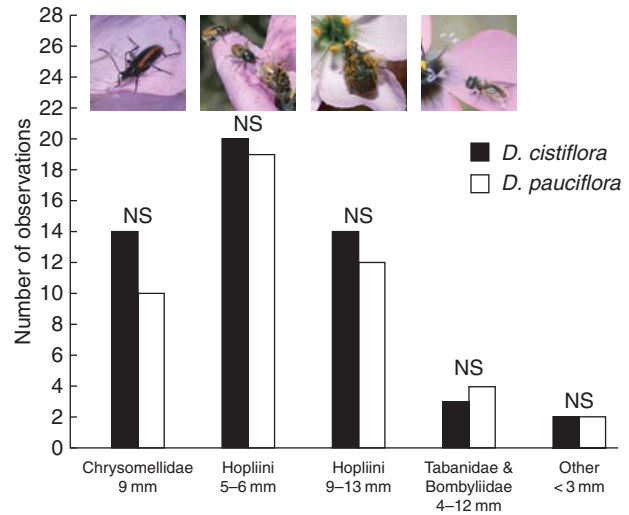 28
26
24
22
20
18
16
14
12
10
8
6
4
2
0
Number of observations
NS
NS
NS
NS
NS
D. cistiflora
D. pauciflora
Chrysomellidae
9 mm
Hopliini
5–6 mm
Hopliini
9–13 mm
Tabanidae &
Bombyliidae
4–12 mm
Other
< 3 mm